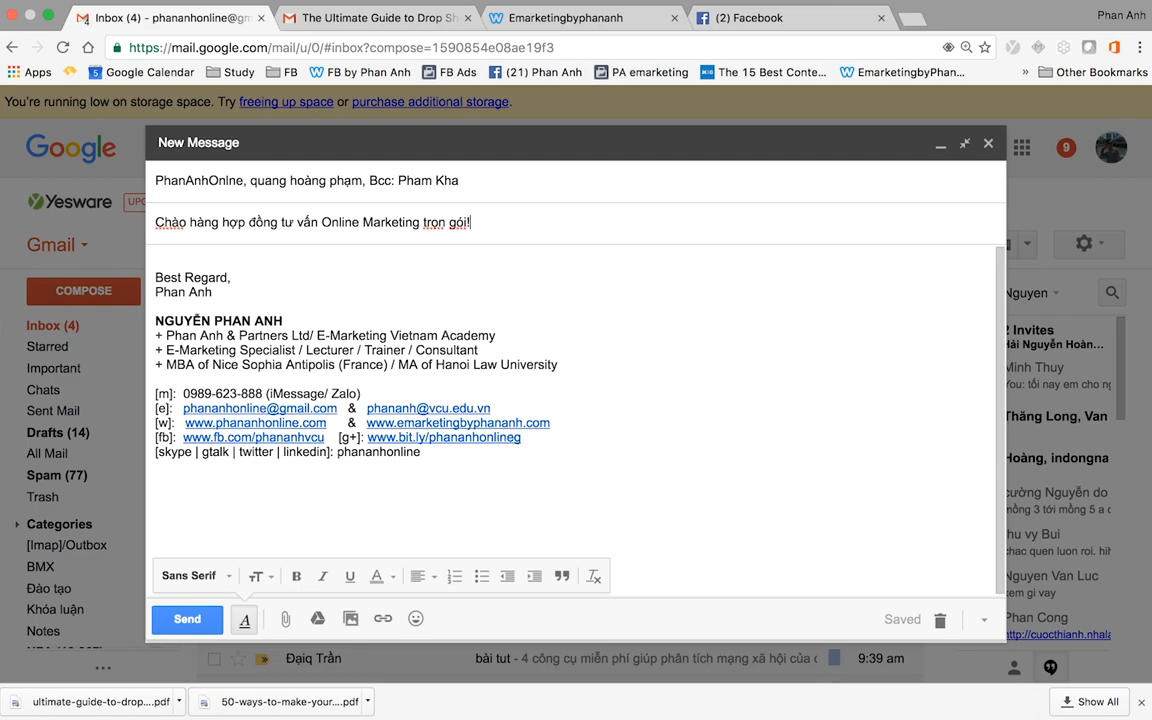 Inbox (4) - phananhonline@gm
The Ultimate Guide to Drop Sh
Emarketingbyphananh
(2) Facebook
Phan Anh
https://mail.google.com/mail/u/0/#inbox?compose=1590854e08ae19f3
Apps
5 Google Calendar
Study
FB
FB by Phan Anh
FB Ads
(21) Phan Anh
PA emarketing
The 15 Best Conte...
EmarketingbyPhan...
» Other Bookmarks
You're running low on storage space. Try freeing up space or purchase additional storage.
Google
New Message
9
PhanAnhOnlne, quang hoàng phạm, Bcc: Pham Kha
Yesware
UPG
Chào hàng hợp đồng tư vấn Online Marketing trọn gói!
Gmail
COMPOSE
Inbox (4)
Starred
Important
Chats
Sent Mail
Drafts (14)
All Mail
Spam (77)
Trash
Categories
[Imap]/Outbox
BMX
Đào tạo
Khóa luận
Notes
Best Regard,
Phan Anh
NGUYỄN PHAN ANH
+ Phan Anh & Partners Ltd/ E-Marketing Vietnam Academy
+ E-Marketing Specialist / Lecturer / Trainer / Consultant
+ MBA of Nice Sophia Antipolis (France) / MA of Hanoi Law University
[m]: 0989-623-888 (iMessage/ Zalo)
[e]: phananhonline@gmail.com & phananh@vcu.edu.vn
[w]: www.phananhonline.com & www.emarketingbyphananh.com
[fb]: www.fb.com/phananhvcu [g+]: www.bit.ly/phananhonlineg
[skype | gtalk | twitter | linkedin]: phananhonline
Nguyen
2 Invites
Hải Nguyễn Hoàn...
Minh Thuy
You: tối nay em cho ng
Thăng Long, Van
Hoàng, indongna
cường Nguyễn do
mồng 3 tới mồng 5 a c
thu vy Bui
chac quen luon roi. hih
Nguyen Van Luc
xem gi vay
Phan Cong
http://cuocthianh.nhala
Sans Serif
B I U A
Send
A
Saved
Đaiq Trần
bài tut - 4 công cụ miễn phí giúp phân tích mạng xã hội của c
9:39 am
ultimate-guide-to-drop....pdf
50-ways-to-make-your....pdf
Show All